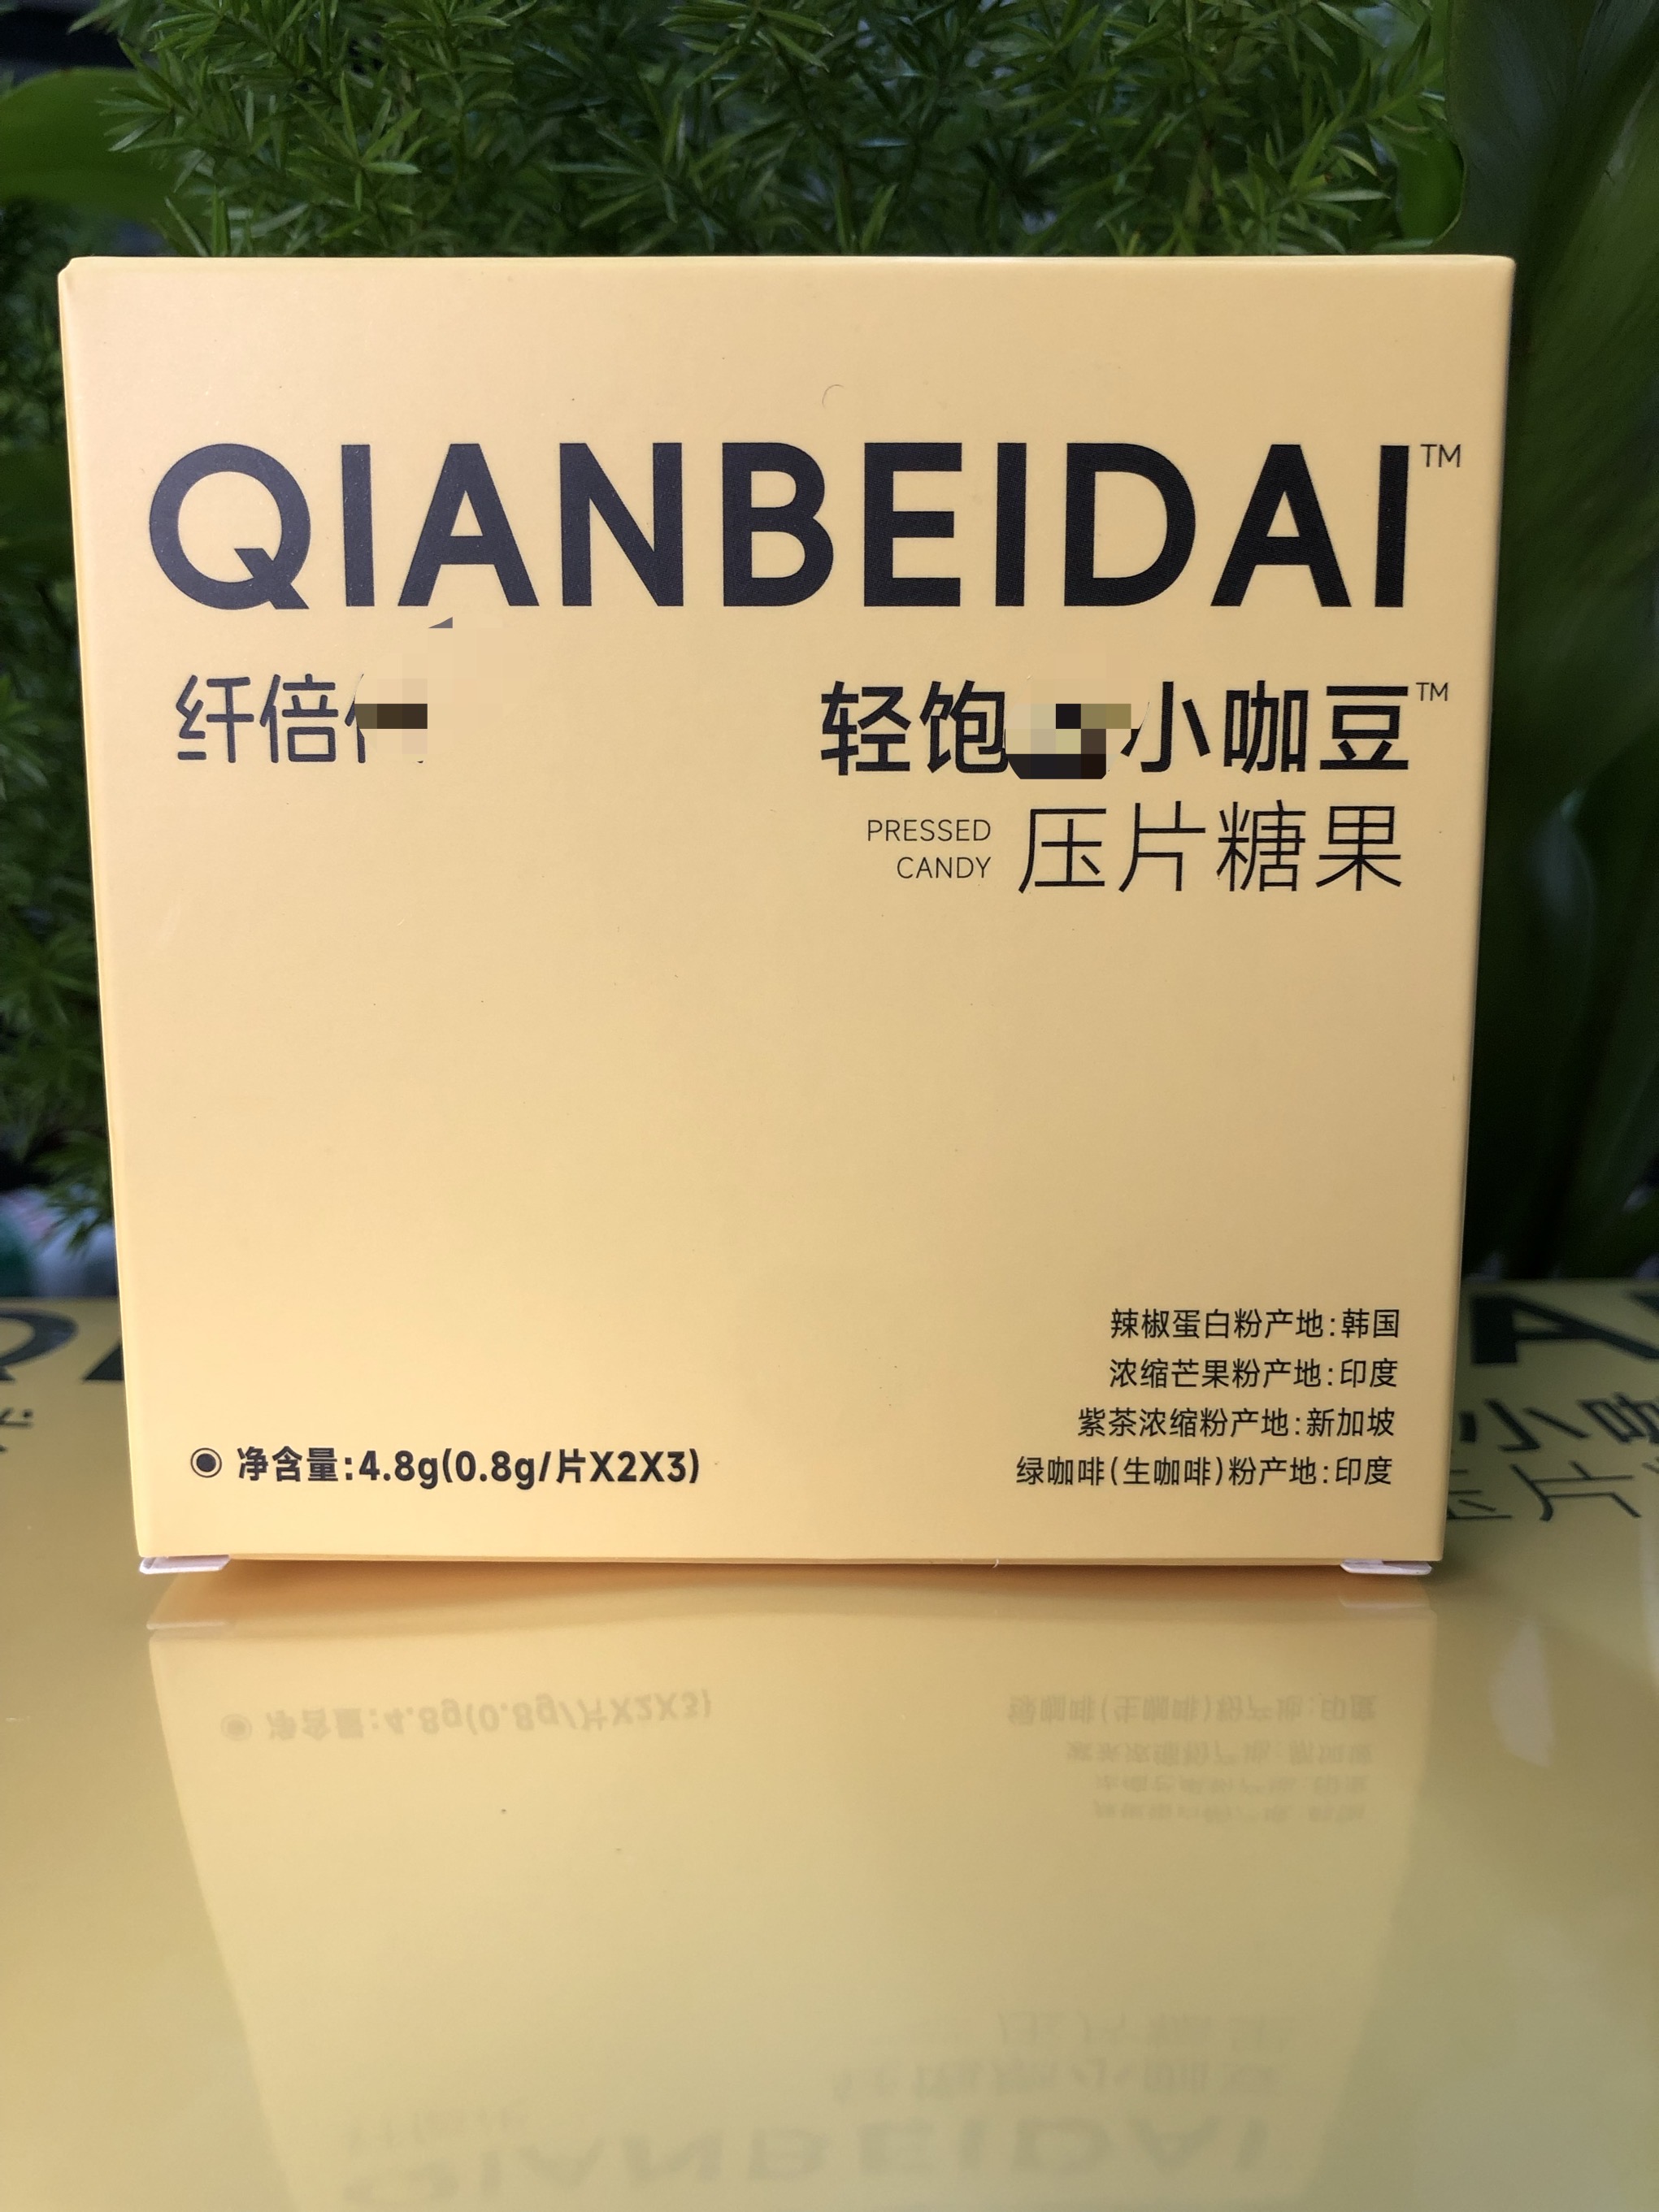 QIANBEIDAI™
纤倍
轻饱 小咖豆™
PRESSED CANDY 压片糖果
辣椒蛋白粉产地:韩国
浓缩芒果粉产地:印度
紫茶浓缩粉产地:新加坡
绿咖啡(生咖啡)粉产地:印度
净含量:4.8g(0.8g/片X2X3)